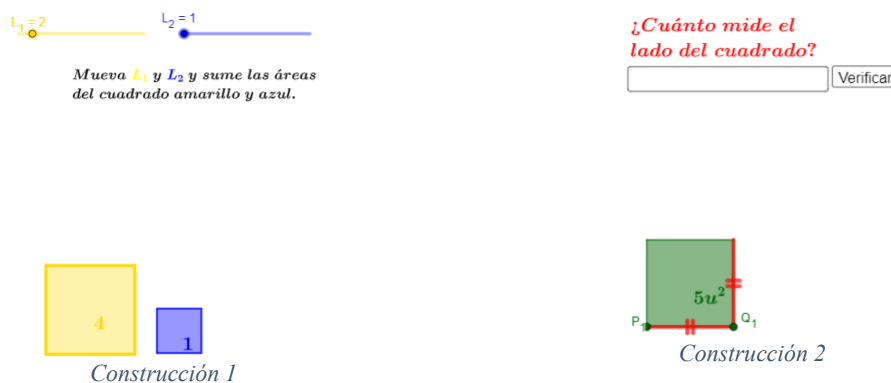 L₁ = 2
L₂ = 1
Mueva L₁ y L₂ y sume las áreas
del cuadrado amarillo y azul.
4
1
Construcción 1
¿Cuánto mide el
lado del cuadrado?
Verificar
5u²
P₁
Q₁
Construcción 2